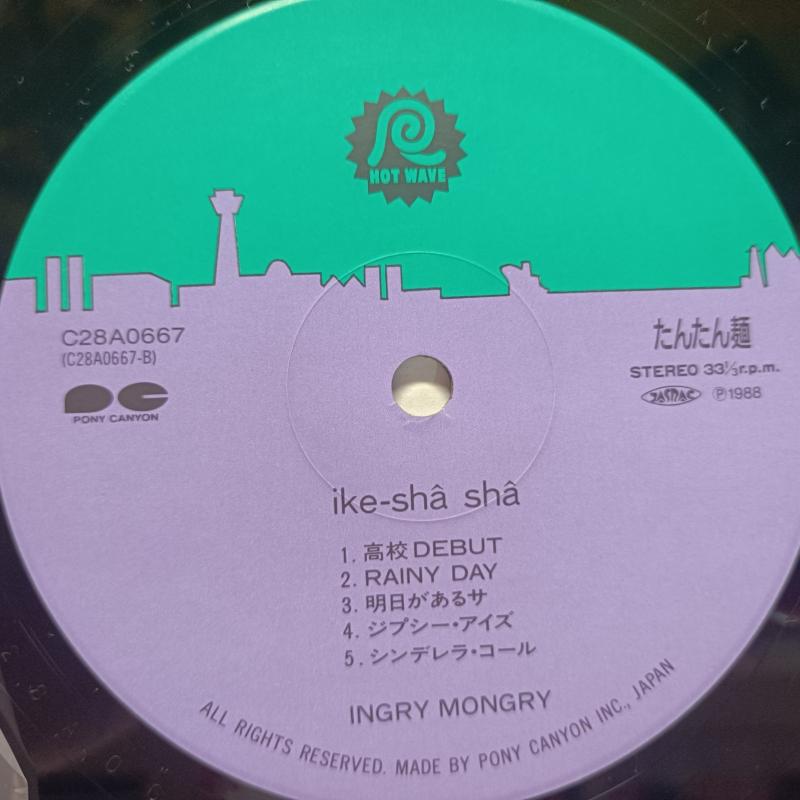 HOT WAVE
C28A0667
(C28A0667-B)
PONY CANYON
たんたん麺
STEREO 33⅓r.p.m.
JASRAC Ⓟ1988
ike-shâ shâ
1. 高校DEBUT
2. RAINY DAY
3. 明日があるサ
4. ジプシー・アイズ
5. シンデレラ・コール
INGRY MONGRY
ALL RIGHTS RESERVED. MADE BY PONY CANYON INC., JAPAN